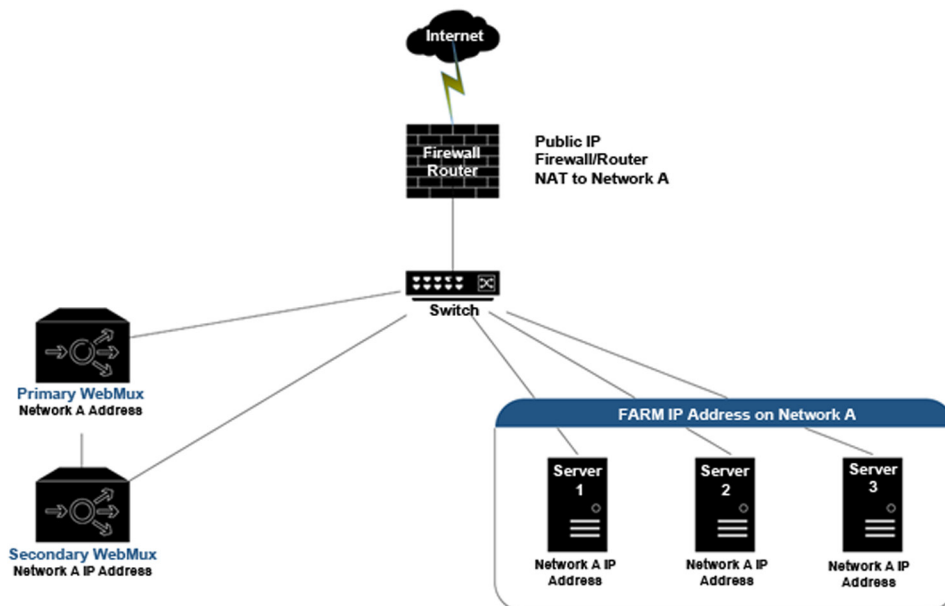 Internet
Firewall
Router
Public IP
Firewall/Router
NAT to Network A
Switch
Primary WebMux
Network A Address
Secondary WebMux
Network A IP Address
FARM IP Address on Network A
Server
1
Server
2
Server
3
Network A IP
Address
Network A IP
Address
Network A IP
Address